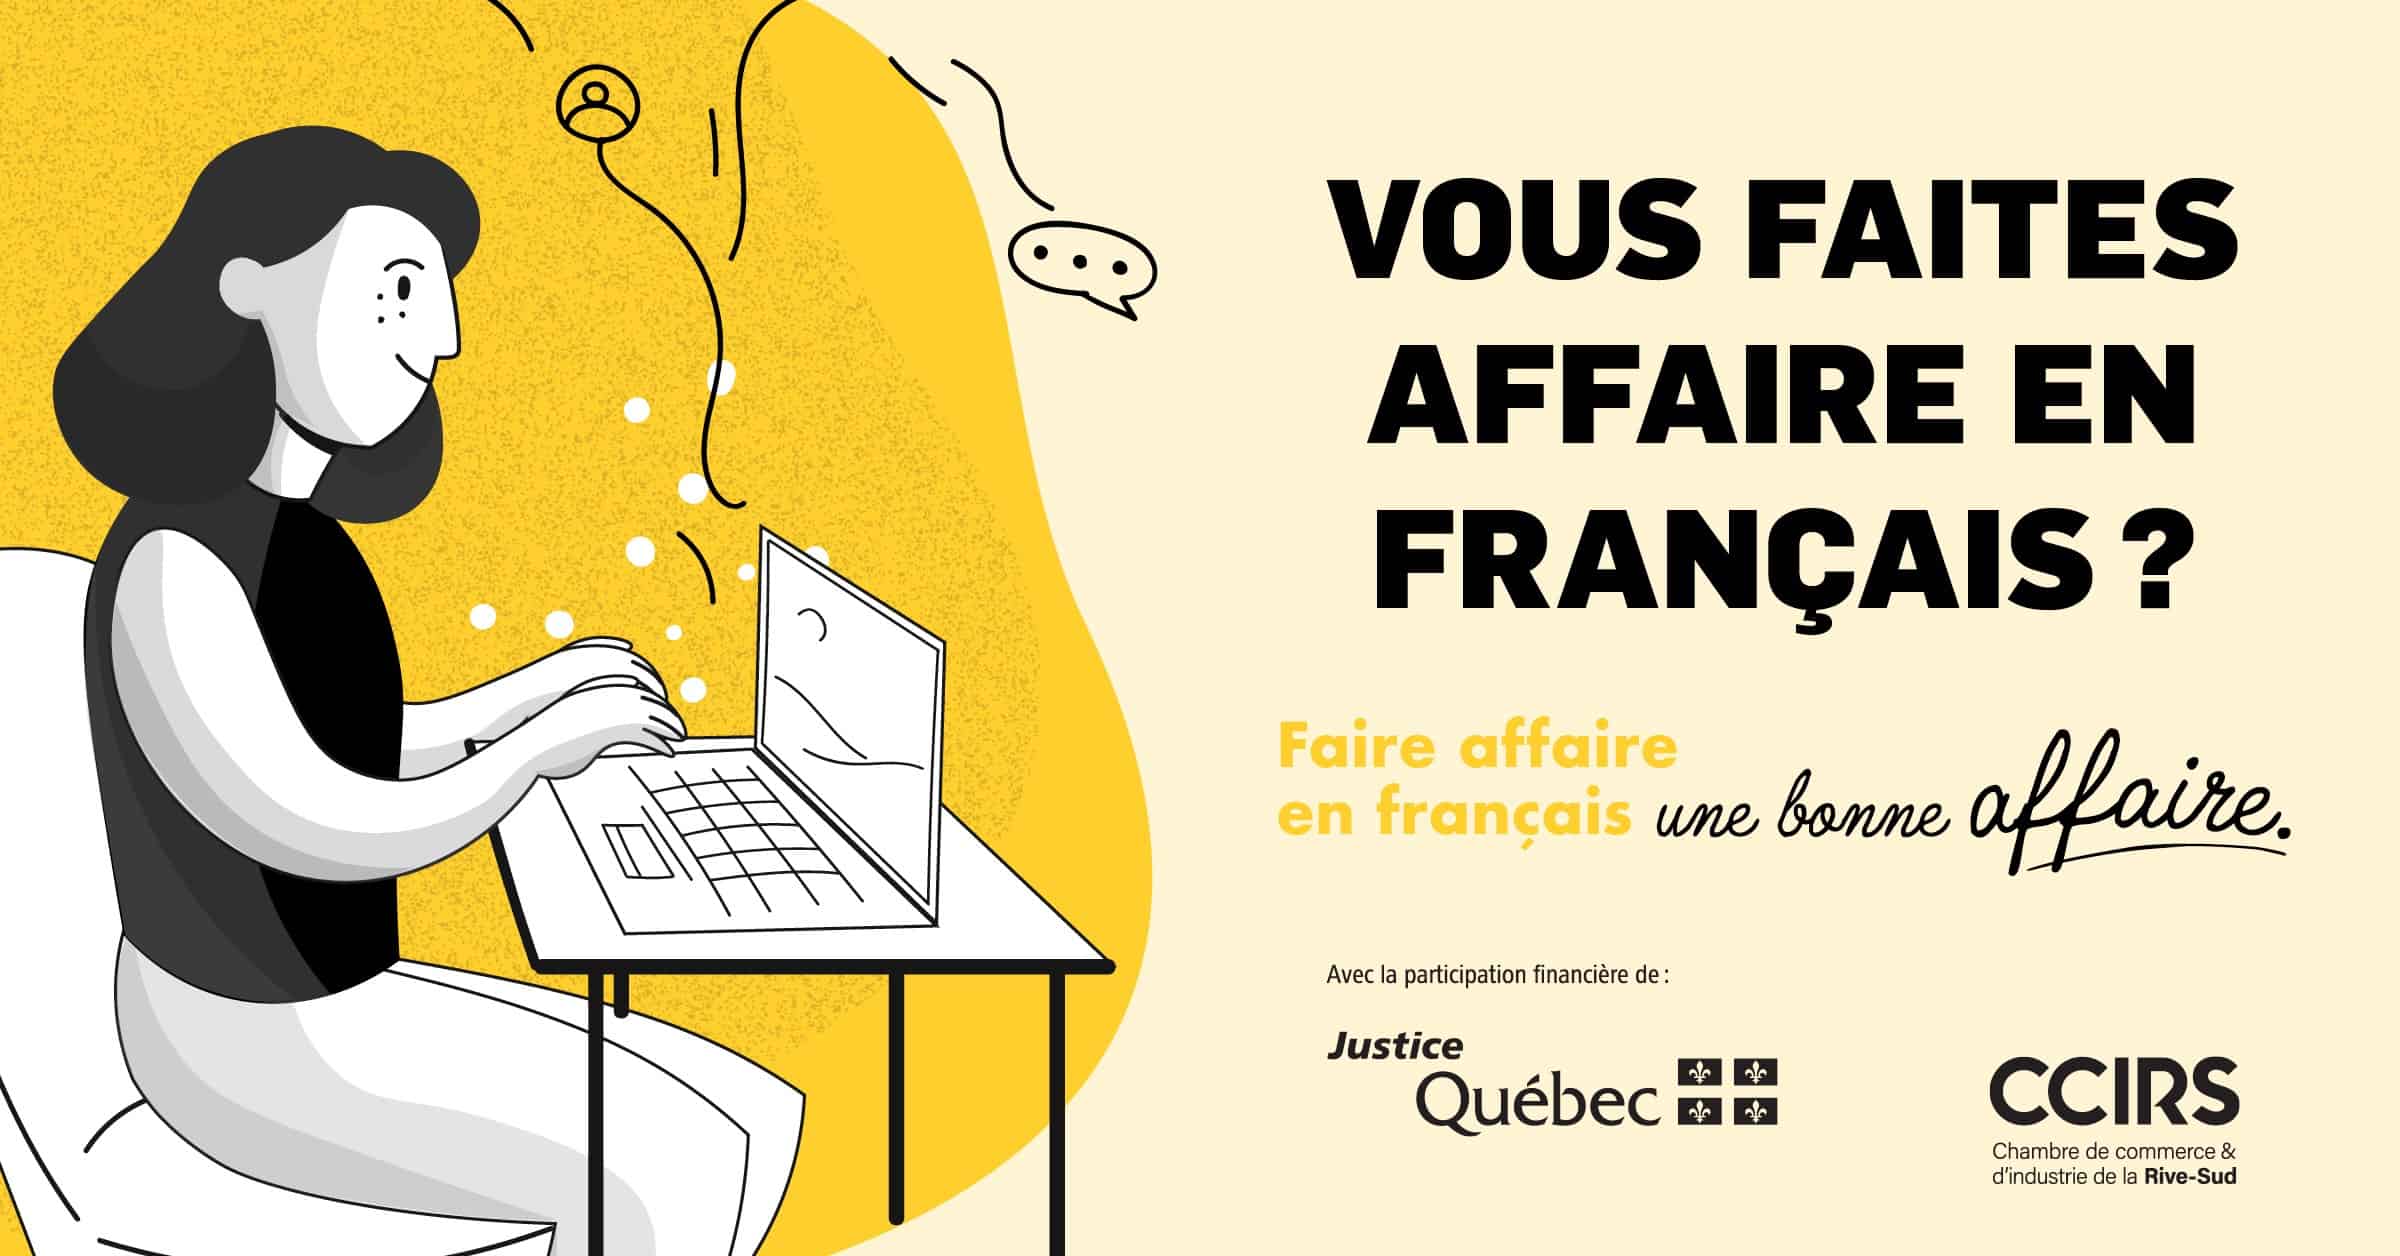 VOUS FAITES
AFFAIRE EN
FRANÇAIS ?
Faire affaire
en français une bonne affaire.
Avec la participation financière de :
Justice
Québec
CCIRS
Chambre de commerce &
d'industrie de la Rive-Sud